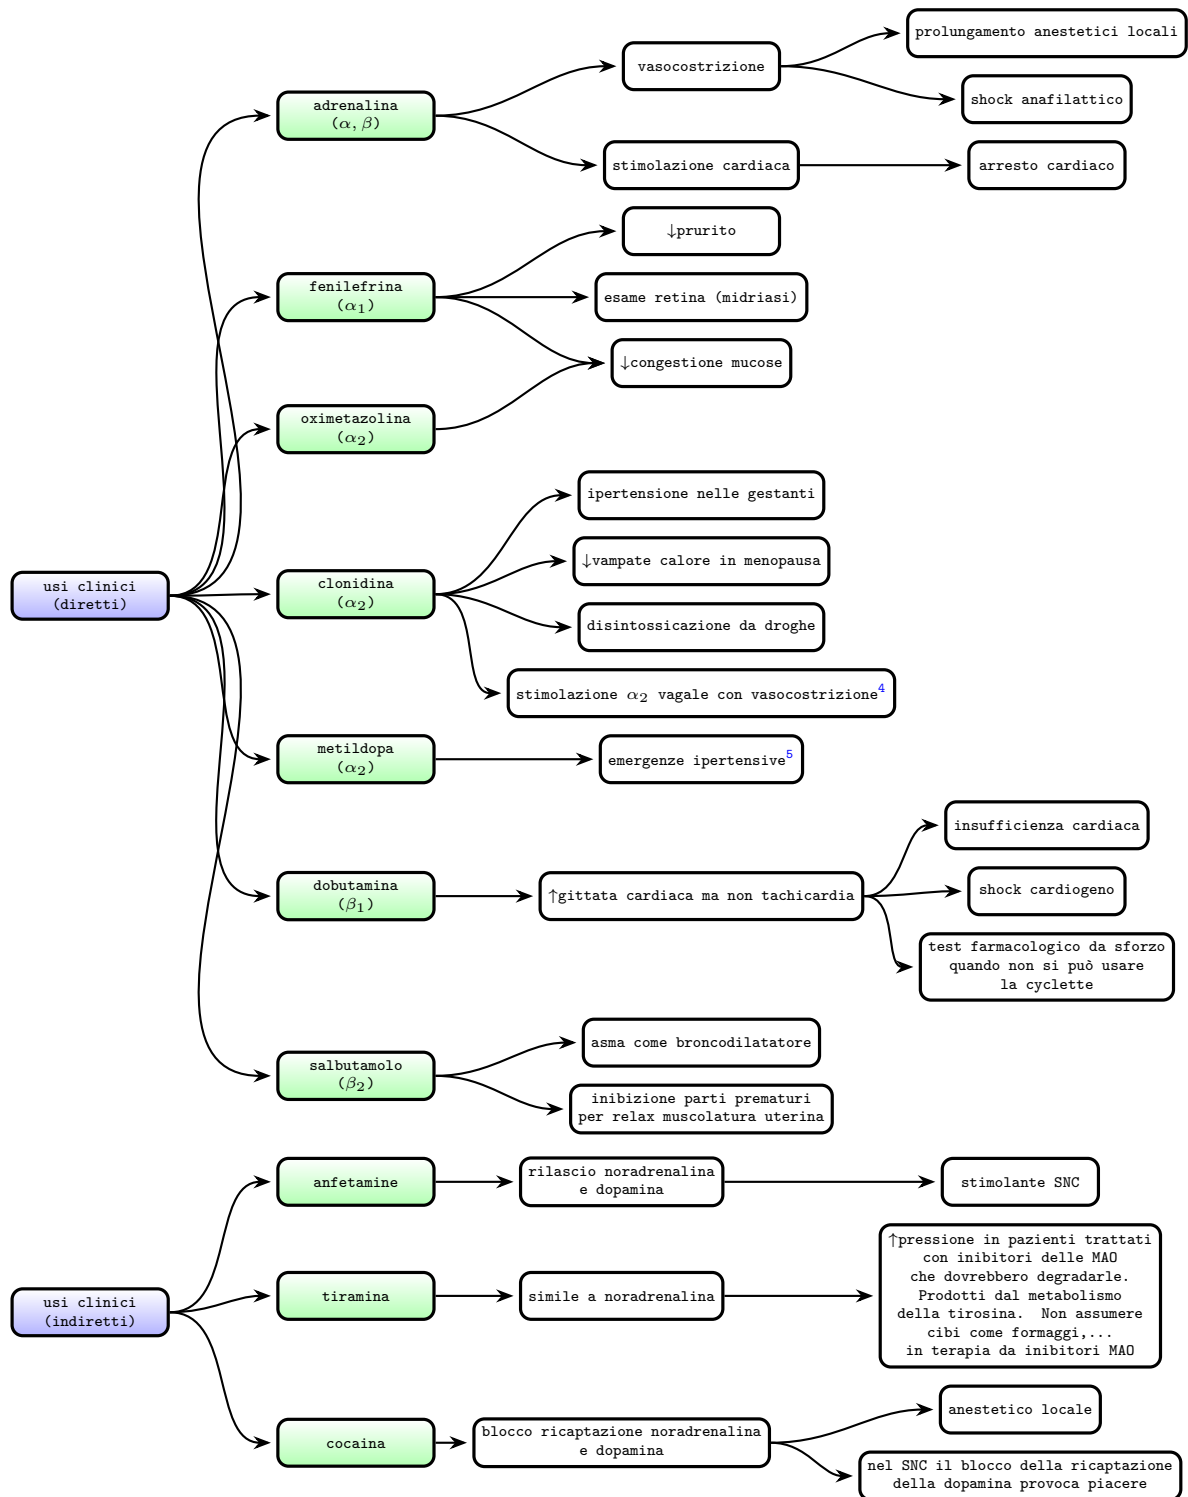 prolungamento anestetici locali
vasocostrizione
shock anafilattico
adrenalina
(α, β)
stimolazione cardiaca
arresto cardiaco
↓prurito
fenilefrina
(α₁)
esame retina (midriasi)
↓congestione mucose
oximetazolina
(α₂)
ipertensione nelle gestanti
↓vampate calore in menopausa
usi clinici
(diretti)
clonidina
(α₂)
disintossicazione da droghe
stimolazione α₂ vagale con vasocostrizione⁴
metildopa
(α₂)
emergenze ipertensive⁵
insufficienza cardiaca
dobutamina
(β₁)
↑gittata cardiaca ma non tachicardia
shock cardiogeno
test farmacologico da sforzo
quando non si può usare
la cyclette
asma come broncodilatatore
salbutamolo
(β₂)
inibizione parti prematuri
per relax muscolatura uterina
anfetamine
rilascio noradrenalina
e dopamina
stimolante SNC
usi clinici
(indiretti)
tiramina
simile a noradrenalina
↑pressione in pazienti trattati
con inibitori delle MAO
che dovrebbero degradarle.
Prodotti dal metabolismo
della tirosina. Non assumere
cibi come formaggi,...
in terapia da inibitori MAO
cocaina
blocco ricaptazione noradrenalina
e dopamina
anestetico locale
nel SNC il blocco della ricaptazione
della dopamina provoca piacere